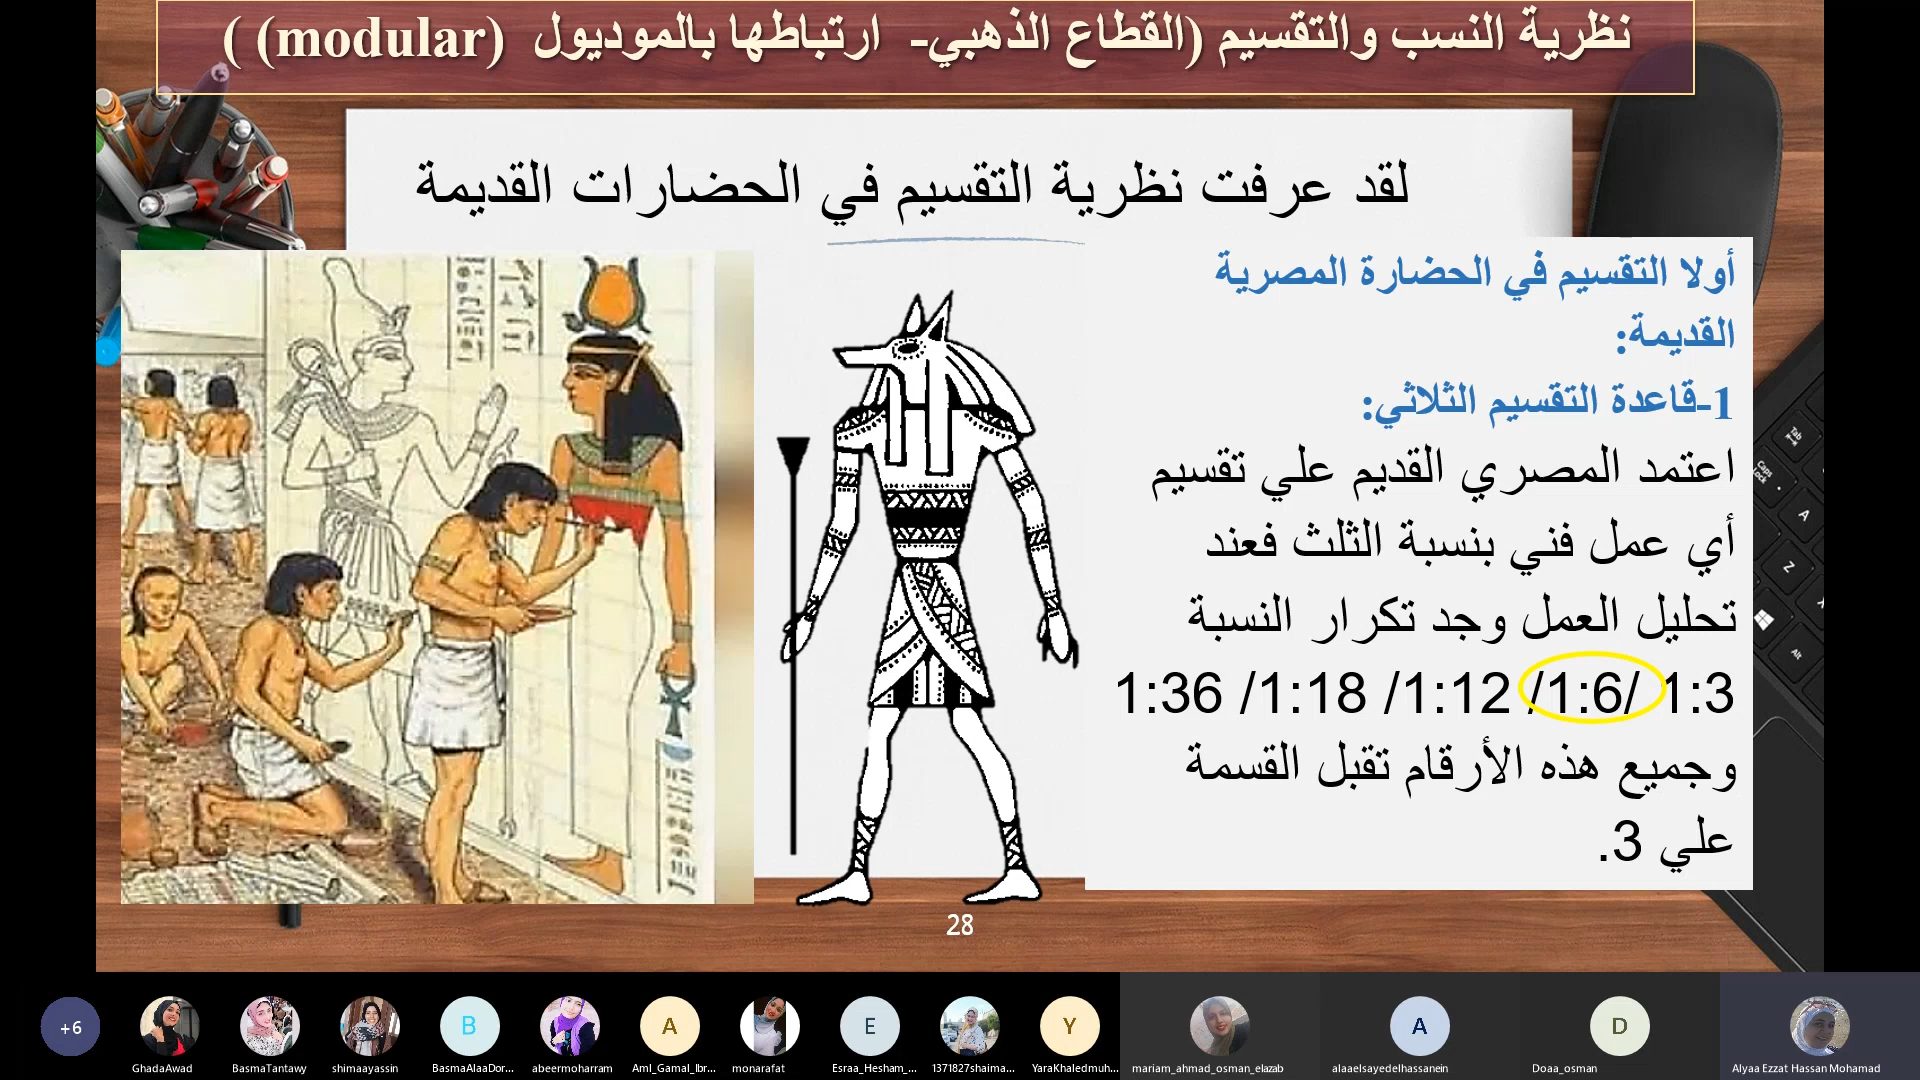 نظرية النسب والتقسيم (القطاع الذهبي- ارتباطها بالموديول (modular) )
لقد عرفت نظرية التقسيم في الحضارات القديمة
أولا التقسيم في الحضارة المصرية
القديمة:
1-قاعدة التقسيم الثلاثي:
اعتمد المصري القديم علي تقسيم
أي عمل فني بنسبة الثلث فعند
تحليل العمل وجد تكرار النسبة
1:3 /1:6/ 1:12/ 1:18/ 1:36
وجميع هذه الأرقام تقبل القسمة
علي 3.
28
Tab
Caps Lock
A
Z
Alt
+6
GhadaAwad
BasmaTantawy
shimaayassin
B
BasmaAlaaDor...
abeermoharram
A
Aml_Gamal_Ibr...
monarafat
E
Esraa_Hesham_...
1371827shaima...
Y
YaraKhaledmuh...
mariam_ahmad_osman_elazab
A
alaaelsayedelhassanein
D
Doaa_osman
Alyaa Ezzat Hassan Mohamad